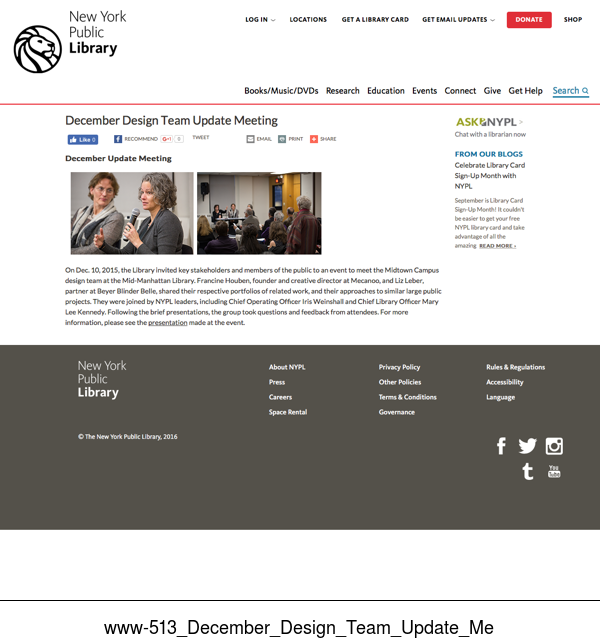 New York
Public
Library
LOG IN
LOCATIONS
GET A LIBRARY CARD
GET EMAIL UPDATES
DONATE
SHOP
Books/Music/DVDs
Research
Education
Events
Connect
Give
Get Help
Search
December Design Team Update Meeting
Like 0
RECOMMEND
G+1
0
TWEET
EMAIL
PRINT
SHARE
December Update Meeting
On Dec. 10, 2015, the Library invited key stakeholders and members of the public to an event to meet the Midtown Campus
design team at the Mid-Manhattan Library. Francine Houben, founder and creative director at Mecanoo, and Liz Leber,
partner at Beyer Blinder Belle, shared their respective portfolios of related work, and their approaches to similar large public
projects. They were joined by NYPL leaders, including Chief Operating Officer Iris Weinshall and Chief Library Officer Mary
Lee Kennedy. Following the brief presentations, the group took questions and feedback from attendees. For more
information, please see the presentation made at the event.
ASK NYPL >
Chat with a librarian now
FROM OUR BLOGS
Celebrate Library Card
Sign-Up Month with
NYPL
September is Library Card
Sign-Up Month! It couldn't
be easier to get your free
NYPL library card and take
advantage of all the
amazing READ MORE ›
New York
Public
Library
About NYPL
Press
Careers
Space Rental
Privacy Policy
Other Policies
Terms & Conditions
Governance
Rules & Regulations
Accessibility
Language
© The New York Public Library, 2016
You
Tube
www-513_December_Design_Team_Update_Me